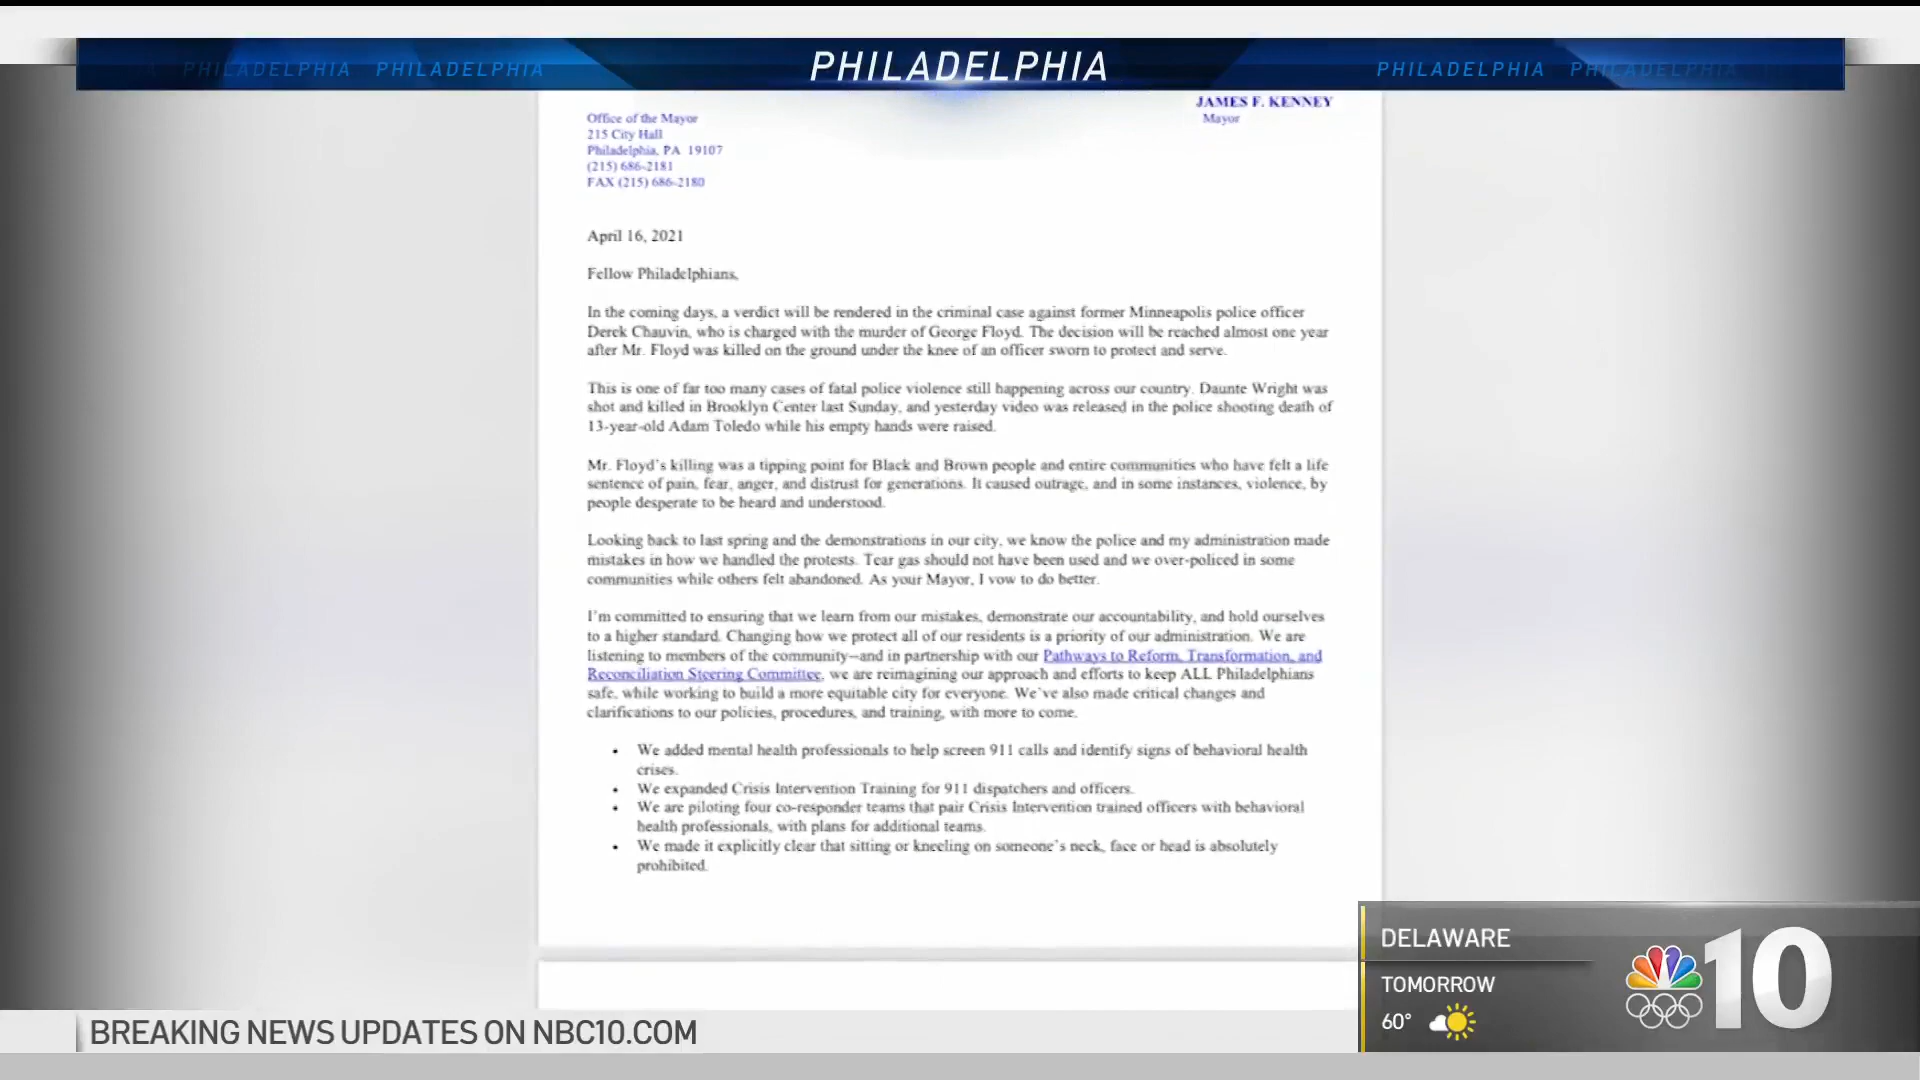 PHILADELPHIA PHILADELPHIA PHILADELPHIA PHILADELPHIA PHILADELPHIA
JAMES F. KENNEY
Mayor
Office of the Mayor
215 City Hall
Philadelphia, PA 19107
(215) 686-2181
FAX (215) 686-2180
April 16, 2021
Fellow Philadelphians,
In the coming days, a verdict will be rendered in the criminal case against former Minneapolis police officer
Derek Chauvin, who is charged with the murder of George Floyd. The decision will be reached almost one year
after Mr. Floyd was killed on the ground under the knee of an officer sworn to protect and serve.
This is one of far too many cases of fatal police violence still happening across our country. Daunte Wright was
shot and killed in Brooklyn Center last Sunday, and yesterday video was released in the police shooting death of
13-year-old Adam Toledo while his empty hands were raised.
Mr. Floyd's killing was a tipping point for Black and Brown people and entire communities who have felt a life
sentence of pain, fear, anger, and distrust for generations. It caused outrage, and in some instances, violence, by
people desperate to be heard and understood.
Looking back to last spring and the demonstrations in our city, we know the police and my administration made
mistakes in how we handled the protests. Tear gas should not have been used and we over-policed in some
communities while others felt abandoned. As your Mayor, I vow to do better.
I'm committed to ensuring that we learn from our mistakes, demonstrate our accountability, and hold ourselves
to a higher standard. Changing how we protect all of our residents is a priority of our administration. We are
listening to members of the community--and in partnership with our Pathways to Reform, Transformation, and
Reconciliation Steering Committee, we are reimagining our approach and efforts to keep ALL Philadelphians
safe, while working to build a more equitable city for everyone. We've also made critical changes and
clarifications to our policies, procedures, and training, with more to come.
• We added mental health professionals to help screen 911 calls and identify signs of behavioral health
crises.
• We expanded Crisis Intervention Training for 911 dispatchers and officers.
• We are piloting four co-responder teams that pair Crisis Intervention trained officers with behavioral
health professionals, with plans for additional teams.
• We made it explicitly clear that sitting or kneeling on someone's neck, face or head is absolutely
prohibited.
DELAWARE
TOMORROW
60°
10
BREAKING NEWS UPDATES ON NBC10.COM